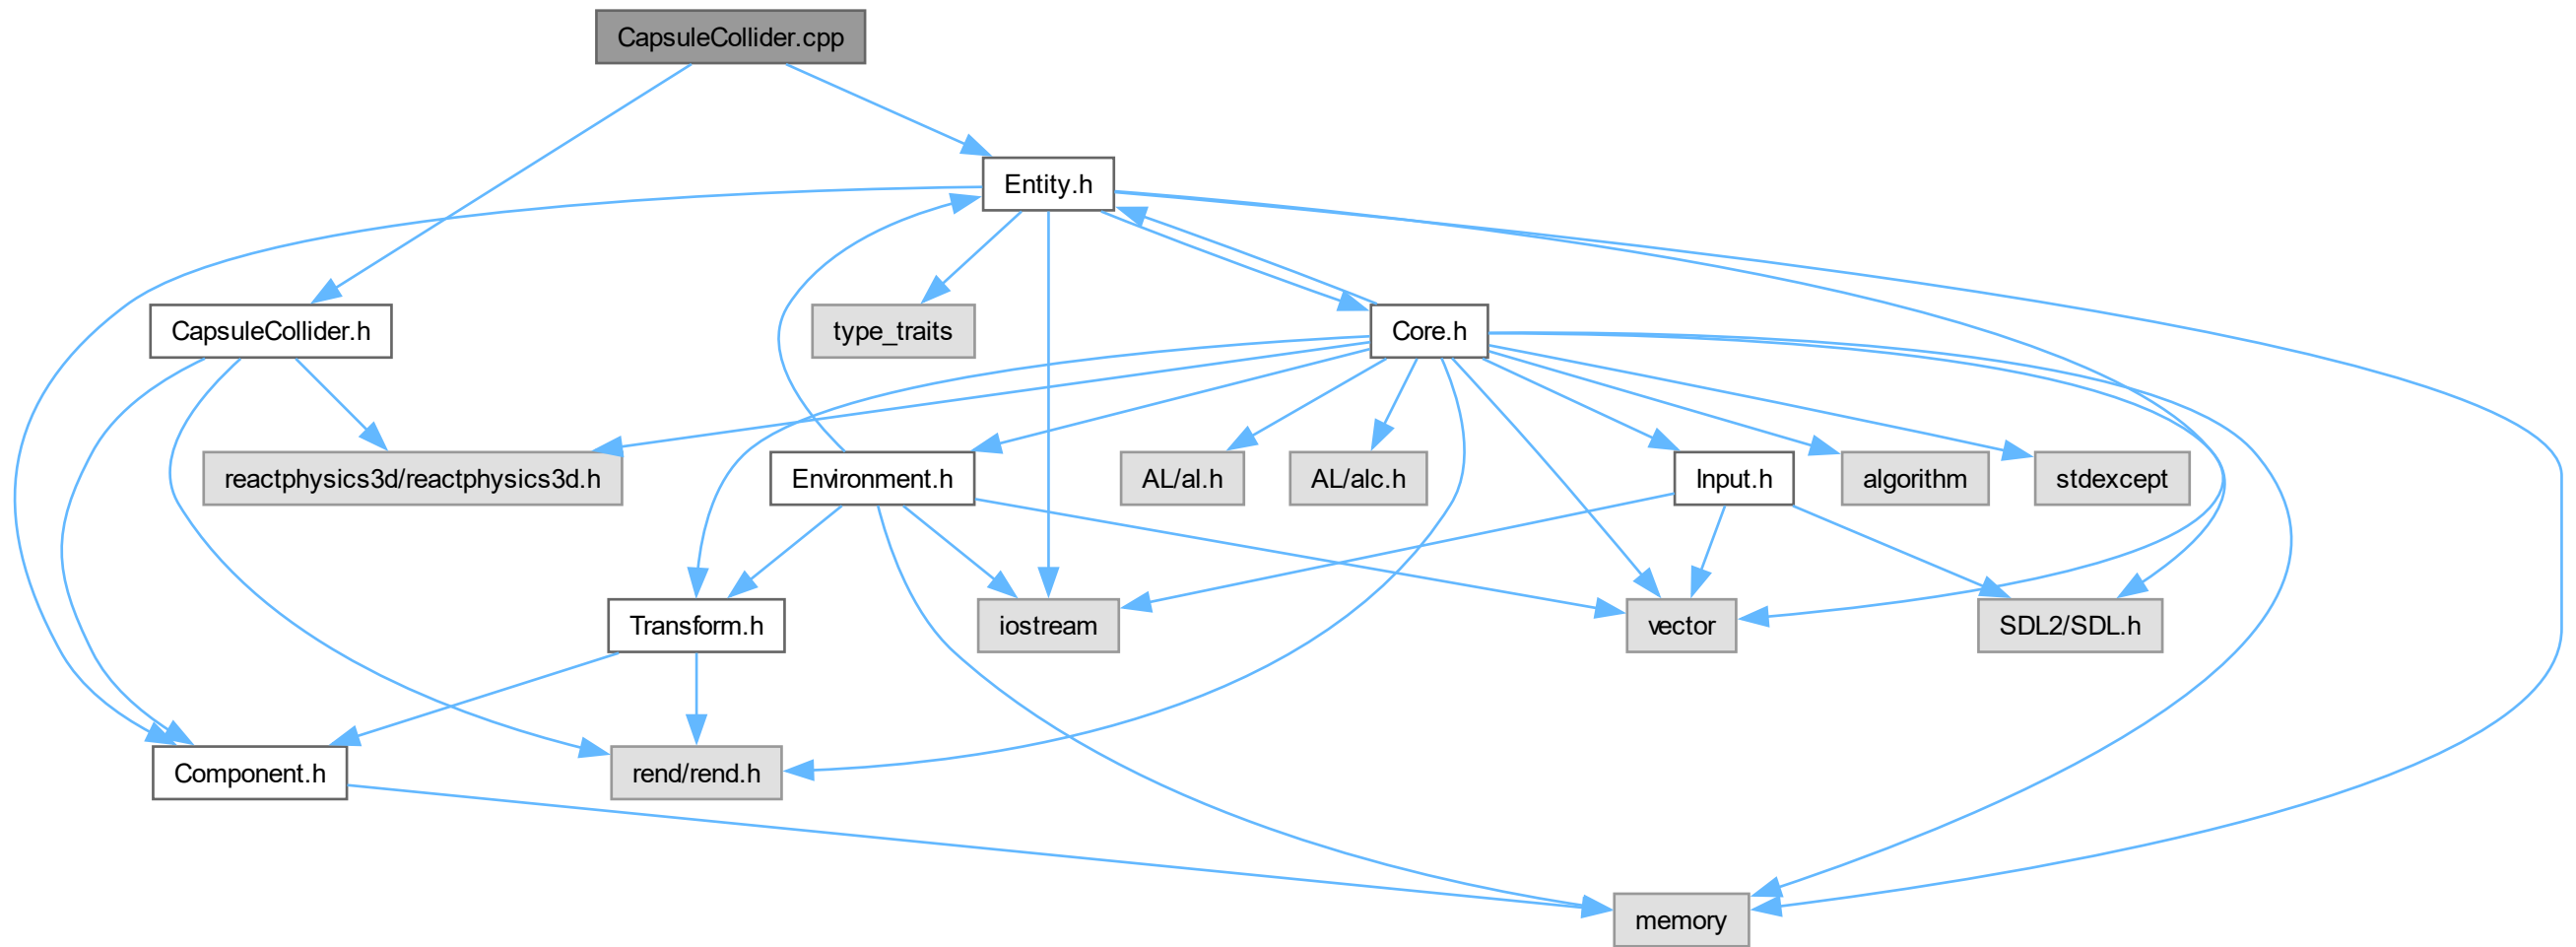 CapsuleCollider.cpp
Entity.h
CapsuleCollider.h
type_traits
Core.h
reactphysics3d/reactphysics3d.h
Environment.h
AL/al.h
AL/alc.h
Input.h
algorithm
stdexcept
Transform.h
iostream
vector
SDL2/SDL.h
Component.h
rend/rend.h
memory